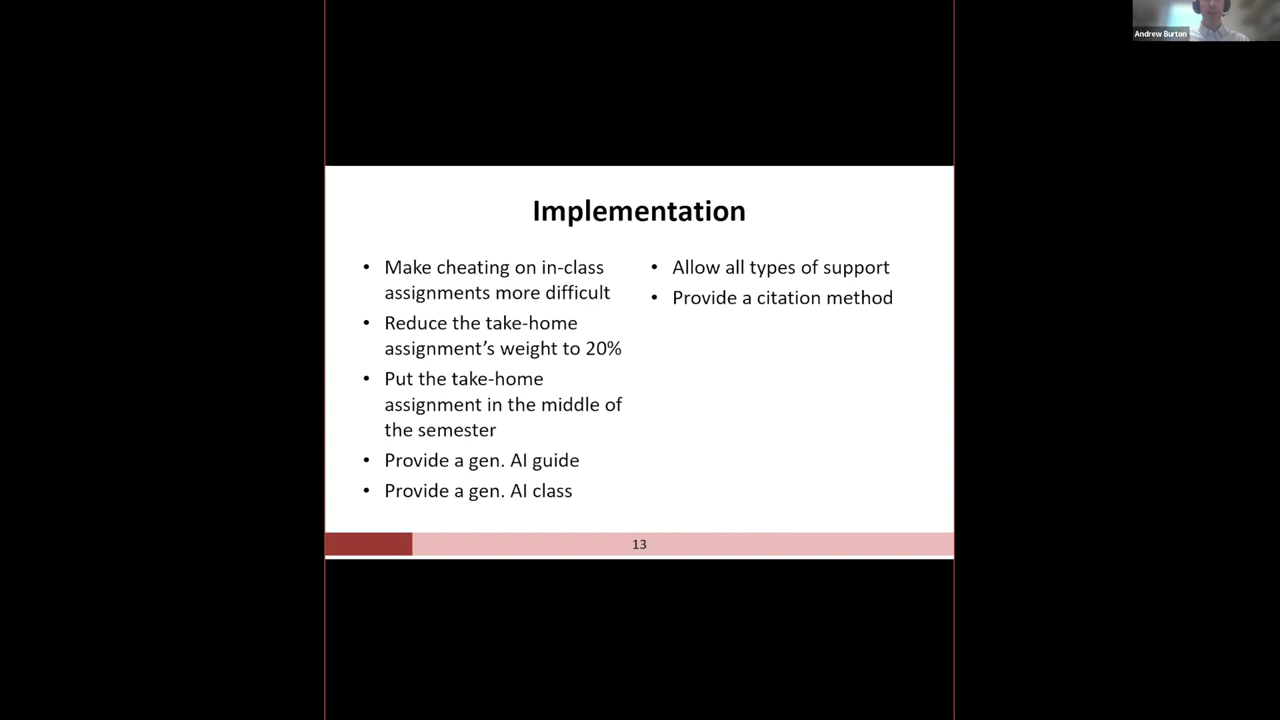 Andrew Burton
Implementation
• Make cheating on in-class
assignments more difficult
• Reduce the take-home
assignment’s weight to 20%
• Put the take-home
assignment in the middle of
the semester
• Provide a gen. AI guide
• Provide a gen. AI class
• Allow all types of support
• Provide a citation method
13